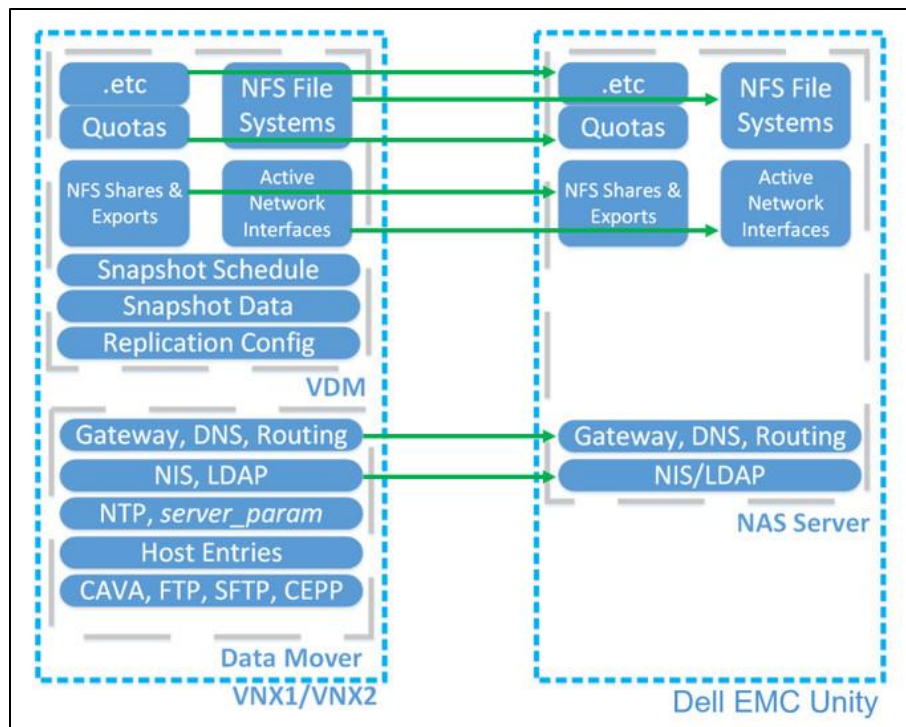 .etc
Quotas
NFS File
Systems
NFS Shares &
Exports
Active
Network
Interfaces
Snapshot Schedule
Snapshot Data
Replication Config
VDM
Gateway, DNS, Routing
NIS, LDAP
NTP, server_param
Host Entries
CAVA, FTP, SFTP, CEPP
Data Mover
VNX1/VNX2
.etc
Quotas
NFS File
Systems
NFS Shares &
Exports
Active
Network
Interfaces
Gateway, DNS, Routing
NIS/LDAP
NAS Server
Dell EMC Unity